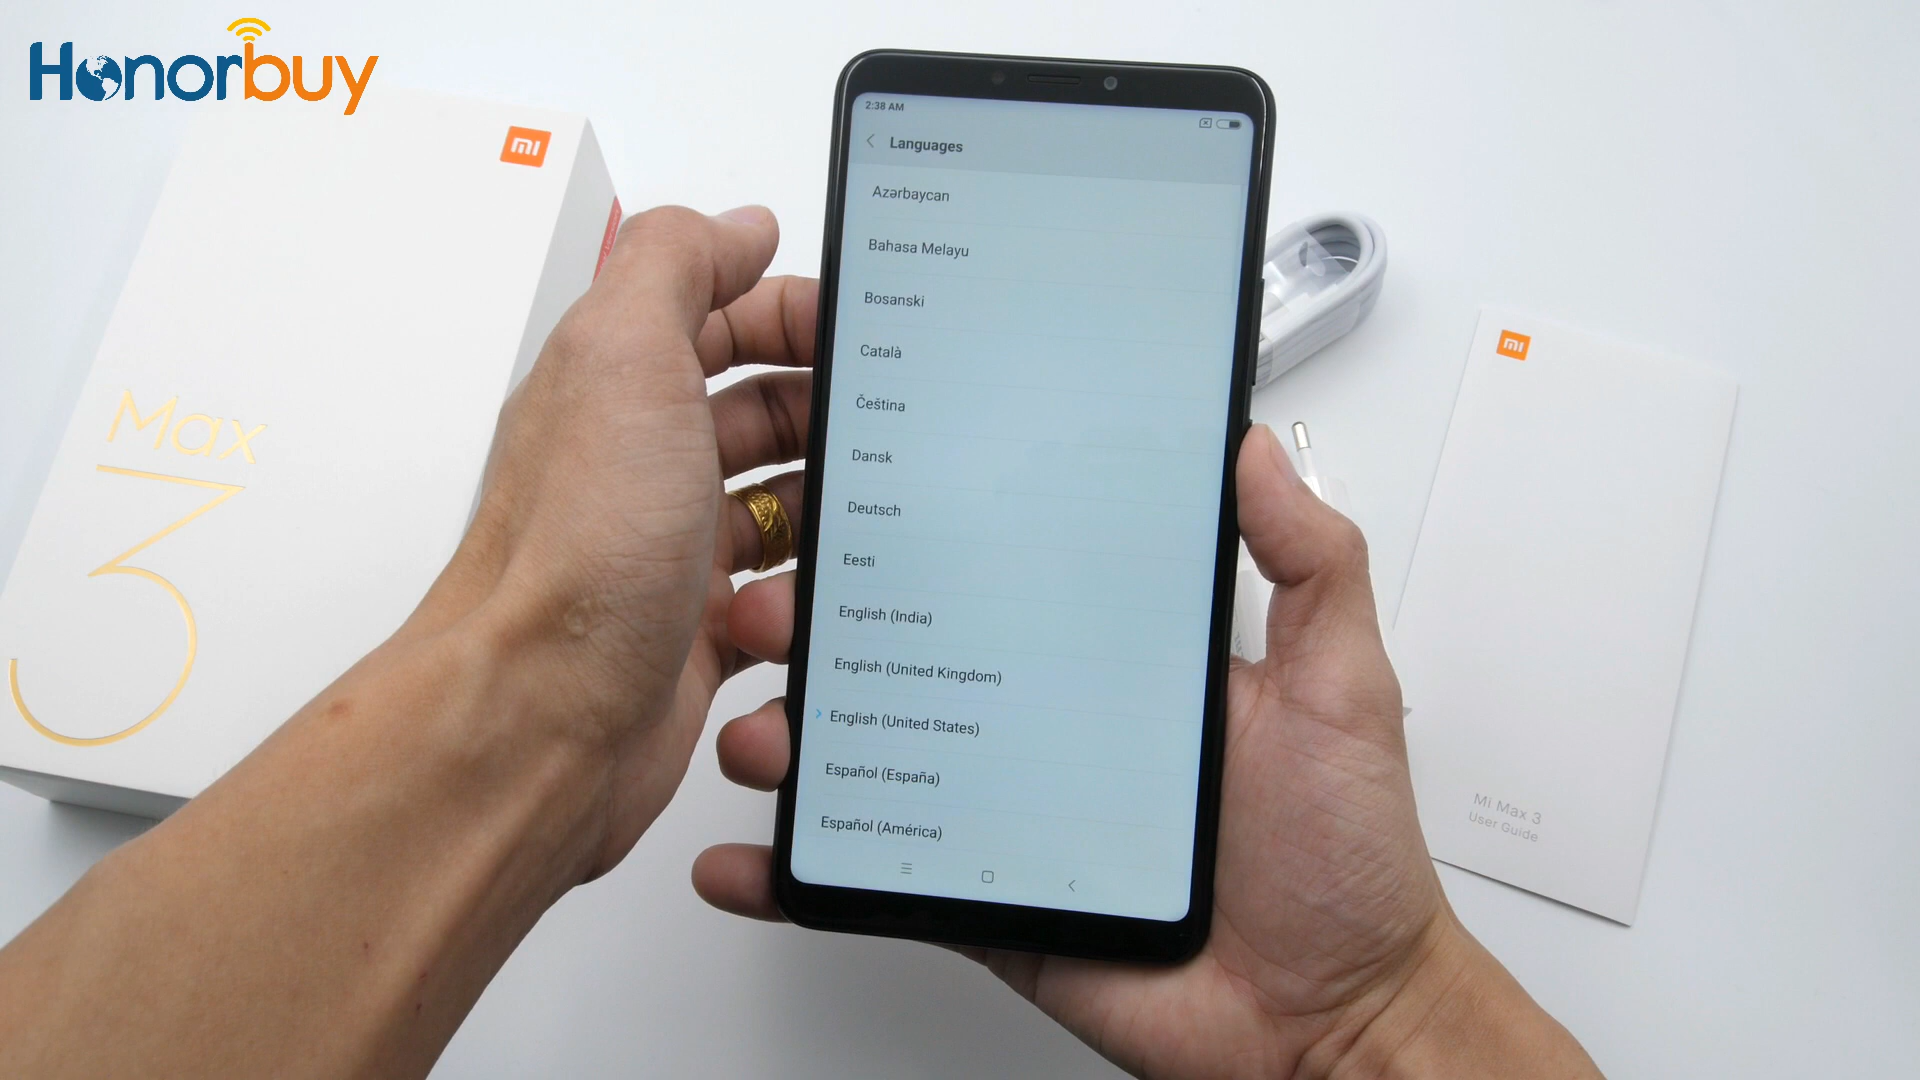 Honorbuy
mi
Max
3
2:38 AM
Languages
Azərbaycan
Bahasa Melayu
Bosanski
Català
Čeština
Dansk
Deutsch
Eesti
English (India)
English (United Kingdom)
English (United States)
Español (España)
Español (América)
mi
Mi Max 3
User Guide